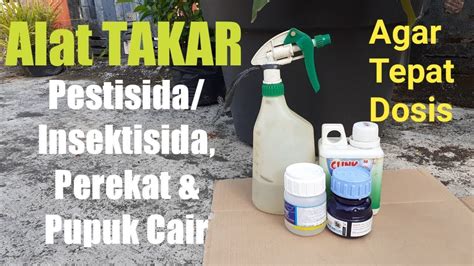 Alat TAKAR
Pestisida/
Insektisida,
Perekat &
Pupuk Cair
Agar
Tepat
Dosis